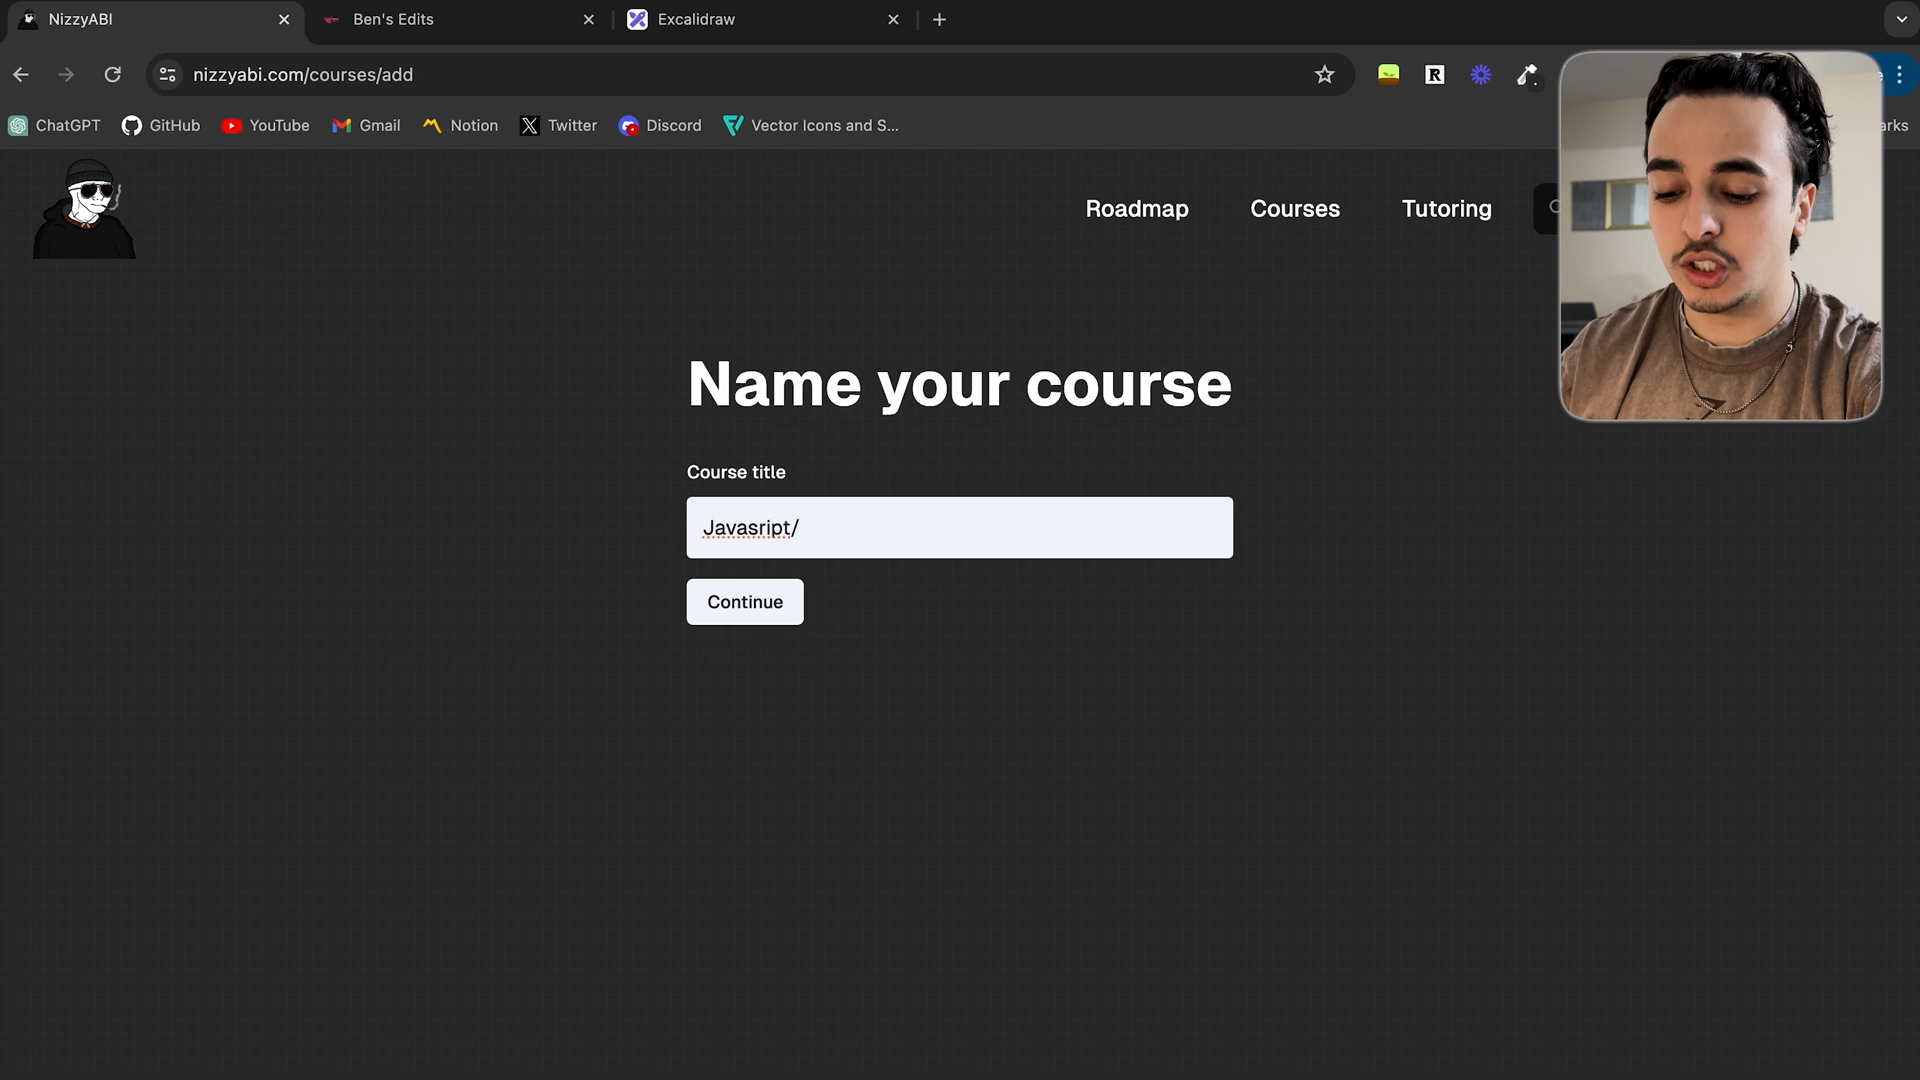 NizzyABI
Ben's Edits
Excalidraw
nizzyabi.com/courses/add
ChatGPT
GitHub
YouTube
Gmail
Notion
Twitter
Discord
Vector Icons and S...
arks
Roadmap
Courses
Tutoring
Name your course
Course title
Javasript/
Continue